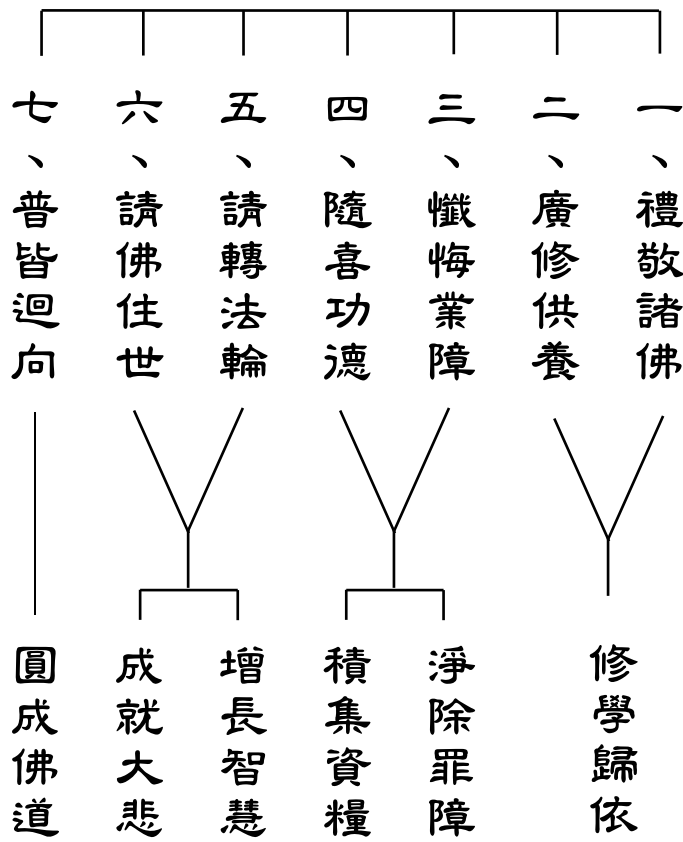 一、禮敬諸佛
二、廣修供養
三、懺悔業障
四、隨喜功德
五、請轉法輪
六、請佛住世
七、普皆迴向
修學歸依
淨除罪障
積集資糧
增長智慧
成就大悲
圓成佛道